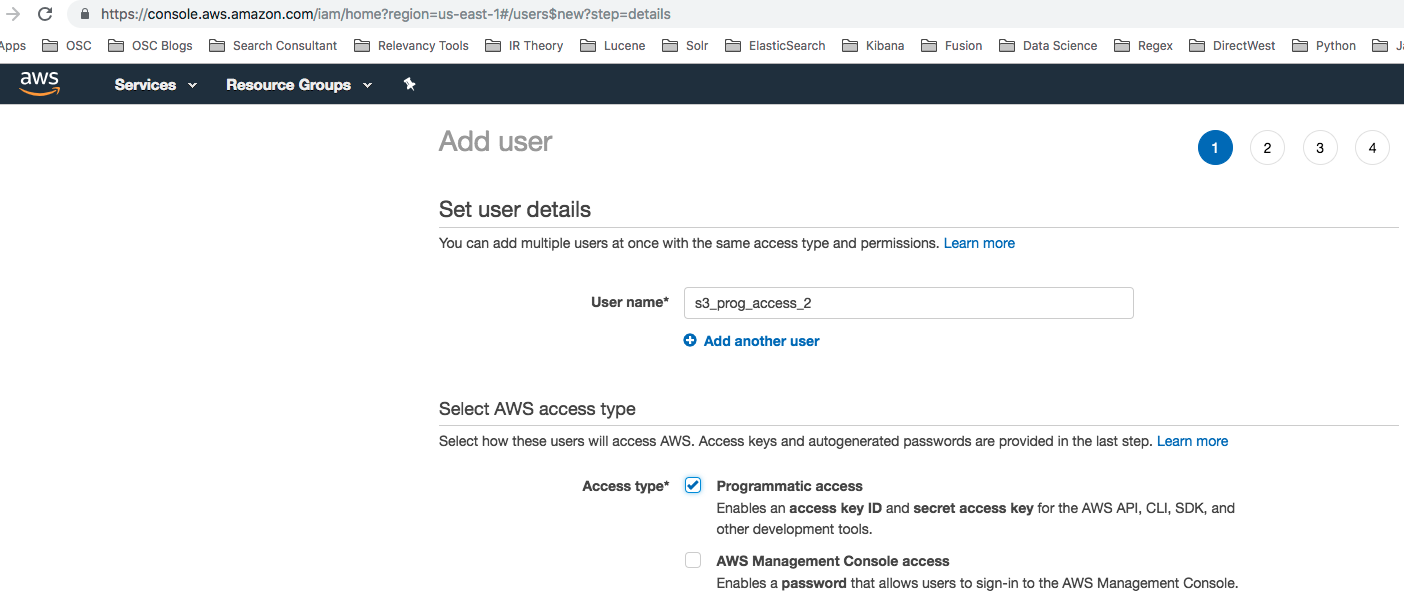 https://console.aws.amazon.com/iam/home?region=us-east-1#/users$new?step=details
Apps OSC OSC Blogs Search Consultant Relevancy Tools IR Theory Lucene Solr ElasticSearch Kibana Fusion Data Science Regex DirectWest Python
aws Services Resource Groups
Add user 1 2 3 4
Set user details
You can add multiple users at once with the same access type and permissions. Learn more
User name* s3_prog_access_2
Add another user
Select AWS access type
Select how these users will access AWS. Access keys and autogenerated passwords are provided in the last step. Learn more
Access type* Programmatic access
Enables an access key ID and secret access key for the AWS API, CLI, SDK, and
other development tools.
AWS Management Console access
Enables a password that allows users to sign-in to the AWS Management Console.